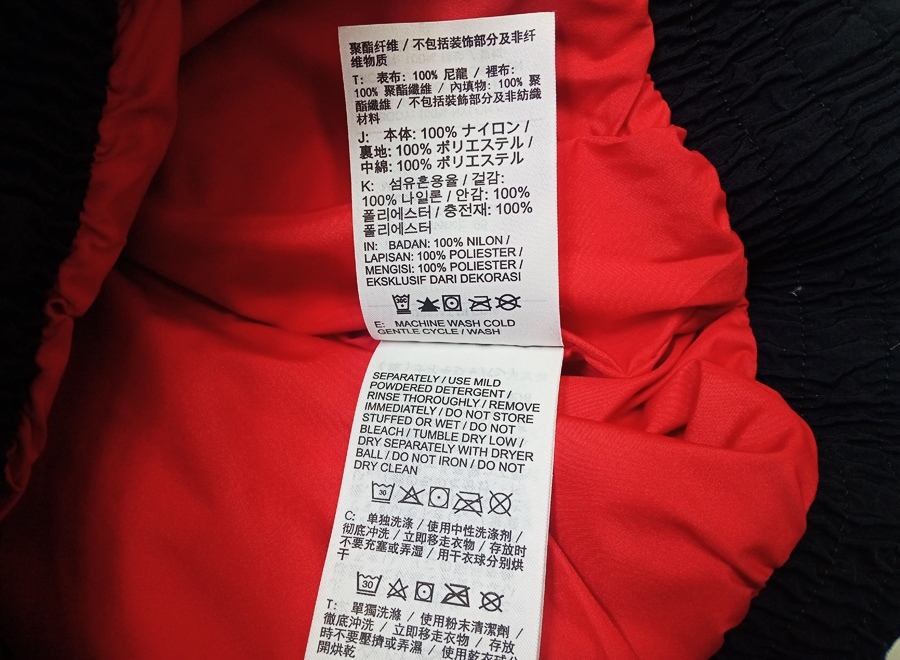 聚酯纤维 / 不包括装饰部分及非纤
维物质
T: 表布: 100% 尼龍 / 裡布:
100% 聚酯纖維 / 內填物: 100% 聚
酯纖維 / 不包括裝飾部分及非紡織
材料
J: 本体: 100% ナイロン /
裏地: 100% ポリエステル /
中綿: 100% ポリエステル
K: 섬유혼용율 / 겉감:
100% 나일론 / 안감: 100%
폴리에스터 / 충전재: 100%
폴리에스터
IN: BADAN: 100% NILON /
LAPISAN: 100% POLIESTER /
MENGISI: 100% POLIESTER /
EKSKLUSIF DARI DEKORASI
E: MACHINE WASH COLD
GENTLE CYCLE / WASH
SEPARATELY / USE MILD
POWDERED DETERGENT /
RINSE THOROUGHLY / REMOVE
IMMEDIATELY / DO NOT STORE
STUFFED OR WET / DO NOT
BLEACH / TUMBLE DRY LOW /
DRY SEPARATELY WITH DRYER
BALL / DO NOT IRON / DO NOT
DRY CLEAN
30
C: 单独洗涤 / 使用中性洗涤剂 /
彻底冲洗 / 立即移走衣物 / 存放时
不要充塞或弄湿 / 用干衣球分别烘
干
30
T: 單獨洗滌 / 使用粉末清潔劑 /
徹底沖洗 / 立即移走衣物 / 存放
時不要壓擠或弄濕 / 使用乾衣球分
開烘乾